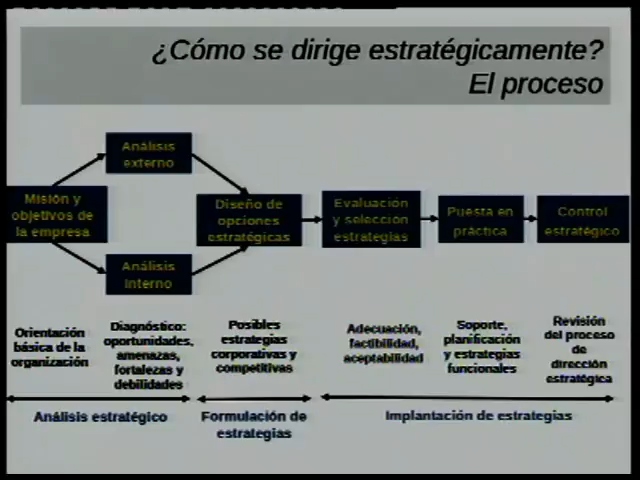 ¿Cómo se dirige estratégicamente?
El proceso
Análisis
externo
Misión y
objetivos de
la empresa
Análisis
Interno
Diseño de
opciones
estratégicas
Evaluación
y selección
estrategias
Puesta en
práctica
Control
estratégico
Orientación
básica de la
organización
Diagnóstico:
oportunidades,
amenazas,
fortalezas y
debilidades
Posibles
estrategias
corporativas y
competitivas
Adecuación,
factibilidad,
aceptabilidad
Soporte,
planificación
y estrategias
funcionales
Revisión
del proceso
de
dirección
estratégica
Análisis estratégico
Formulación de
estrategias
Implantación de estrategias